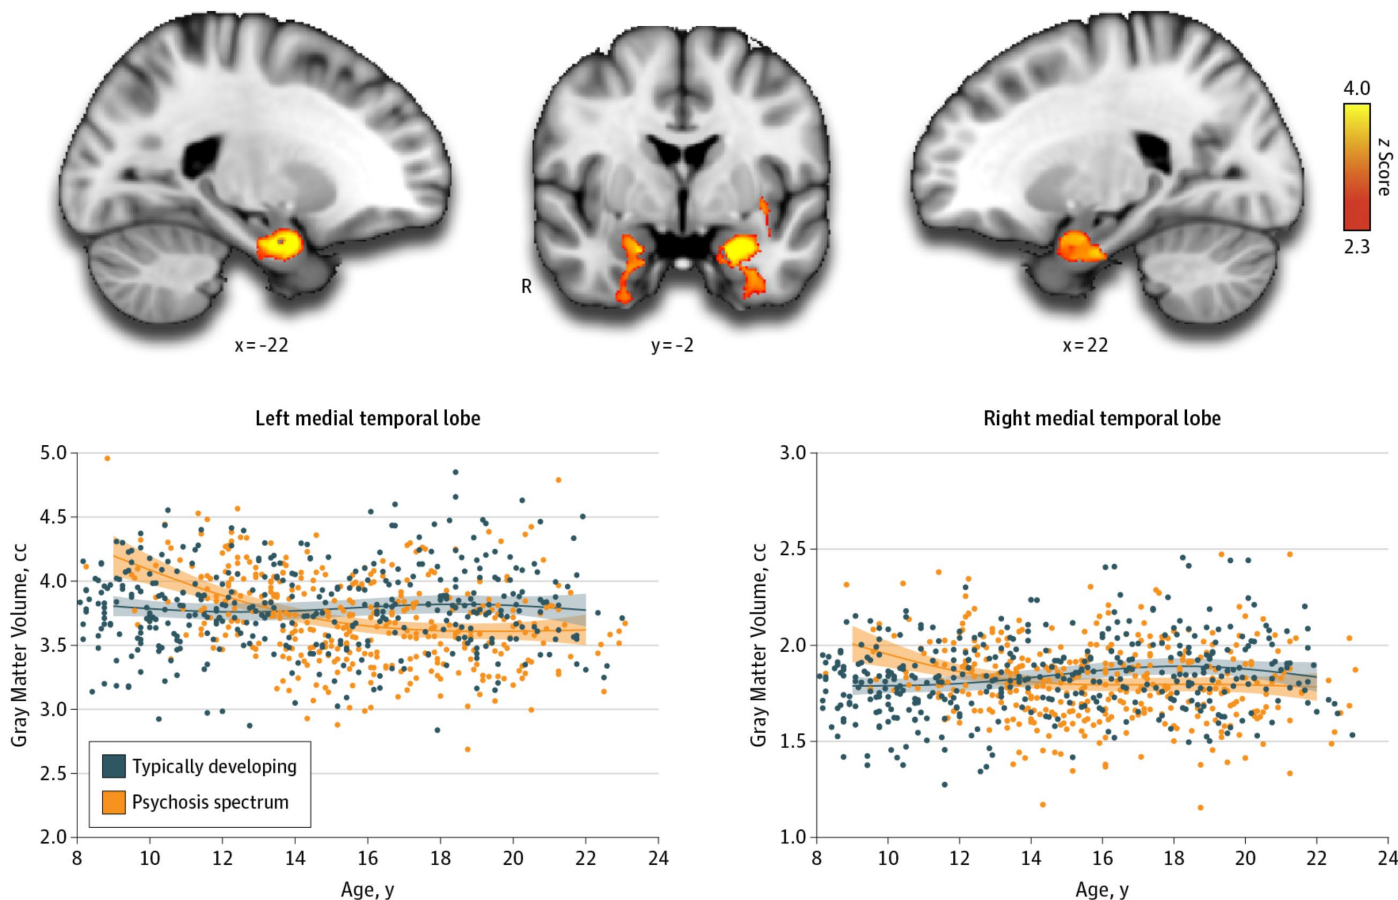 4.0
z Score
2.3
R
x = -22
y = -2
x = 22
Left medial temporal lobe
Gray Matter Volume, cc
5.0
4.5
4.0
3.5
3.0
2.5
2.0
Typically developing
Psychosis spectrum
8 10 12 14 16 18 20 22 24
Age, y
Right medial temporal lobe
Gray Matter Volume, cc
3.0
2.5
2.0
1.5
1.0
8 10 12 14 16 18 20 22 24
Age, y